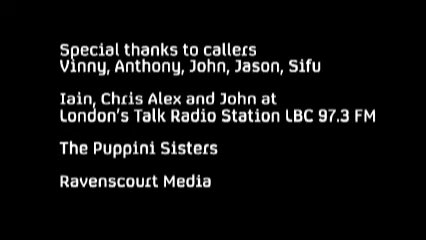 Special thanks to callers
Vinny, Anthony, John, Jason, Sifu
Iain, Chris Alex and John at
London's Talk Radio Station LBC 97.3 FM
The Puppini Sisters
Ravenscourt Media